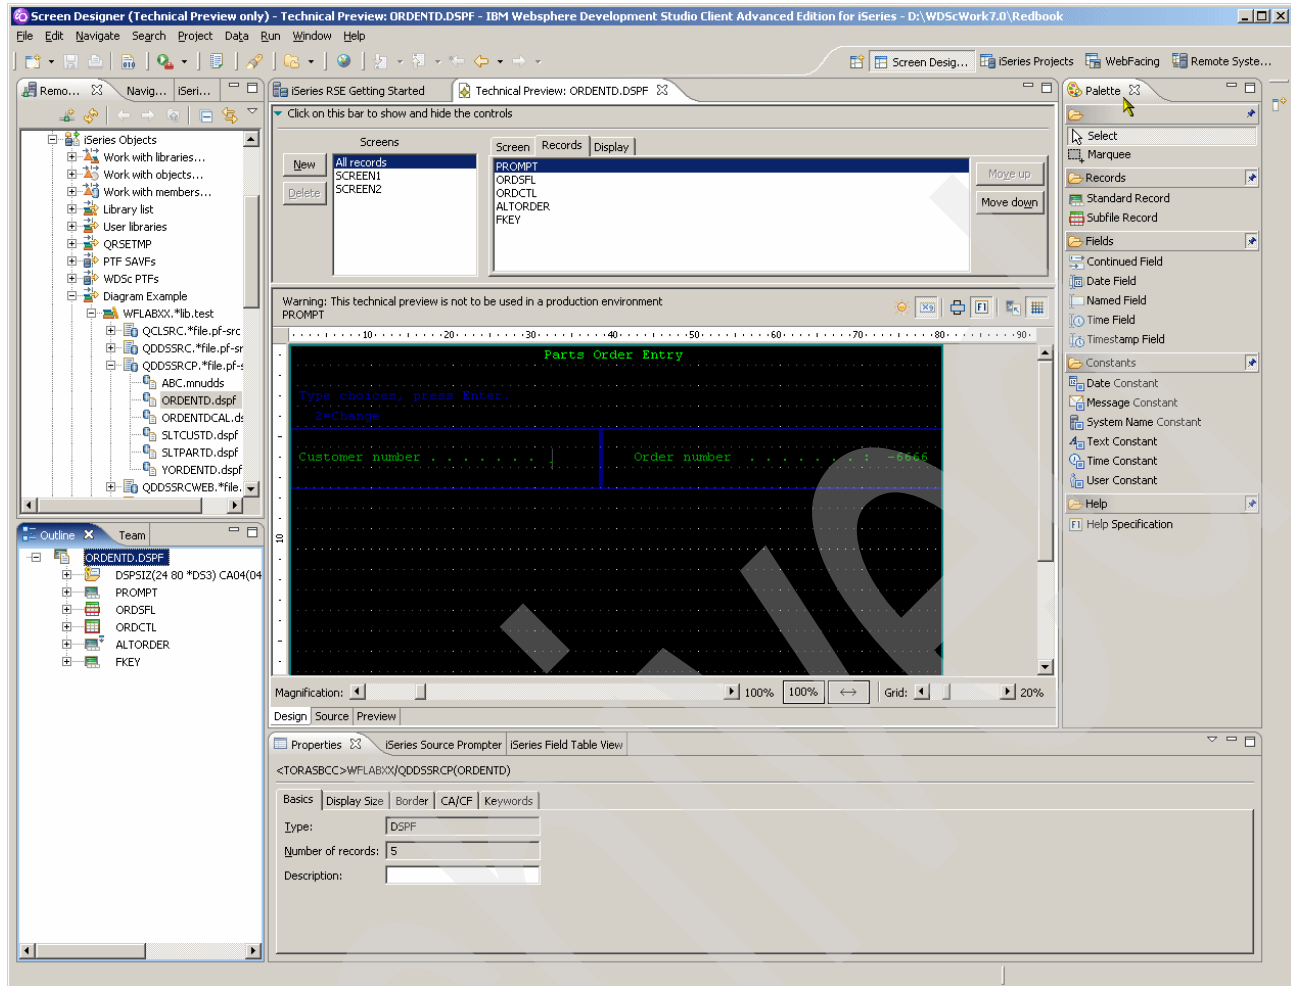 Screen Designer (Technical Preview only) - Technical Preview: ORDENTD.DSPF - IBM Websphere Development Studio Client Advanced Edition for iSeries - D:\WDScWork7.0\Redbook
File Edit Navigate Search Project Data Run Window Help
Screen Desig... iSeries Projects WebFacing Remote Syste...
Remo... Navig... iSeri...
iSeries Objects
Work with libraries...
Work with objects...
Work with members...
Library list
User libraries
QRSETMP
PTF SAVFs
WDSc PTFs
Diagram Example
WFLABXX.*lib.test
QCLSRC.*file.pf-src
QDDSSRC.*file.pf-sr
QDDSSRCP.*file.pf-s
ABC.mnudds
ORDENTD.dspf
ORDENTDCAL.ds
SLTCUSTD.dspf
SLTPARTD.dspf
YORDENTD.dspf
QDDSSRCWEB.*file.
Outline Team
ORDENTD.DSPF
DSPSIZ(24 80 *DS3) CA04(04
PROMPT
ORDSFL
ORDCTL
ALTORDER
FKEY
iSeries RSE Getting Started Technical Preview: ORDENTD.DSPF
Click on this bar to show and hide the controls
Screens
New
Delete
All records
SCREEN1
SCREEN2
Screen Records Display
PROMPT
ORDSFL
ORDCTL
ALTORDER
FKEY
Move up
Move down
Warning: This technical preview is not to be used in a production environment
PROMPT
10 20 30 40 50 60 70 80 90
10
Parts Order Entry
Type choices, press Enter.
2=Change
Customer number . . . . . . . Order number . . . . . . . : -6666
Magnification: 100% 100% Grid: 20%
Design Source Preview
Properties iSeries Source Prompter iSeries Field Table View
<TORASBCC>WFLABXX/QDDSSRCP(ORDENTD)
Basics Display Size Border CA/CF Keywords
Type: DSPF
Number of records: 5
Description:
Palette
Select
Marquee
Records
Standard Record
Subfile Record
Fields
Continued Field
Date Field
Named Field
Time Field
Timestamp Field
Constants
Date Constant
Message Constant
System Name Constant
Text Constant
Time Constant
User Constant
Help
Help Specification